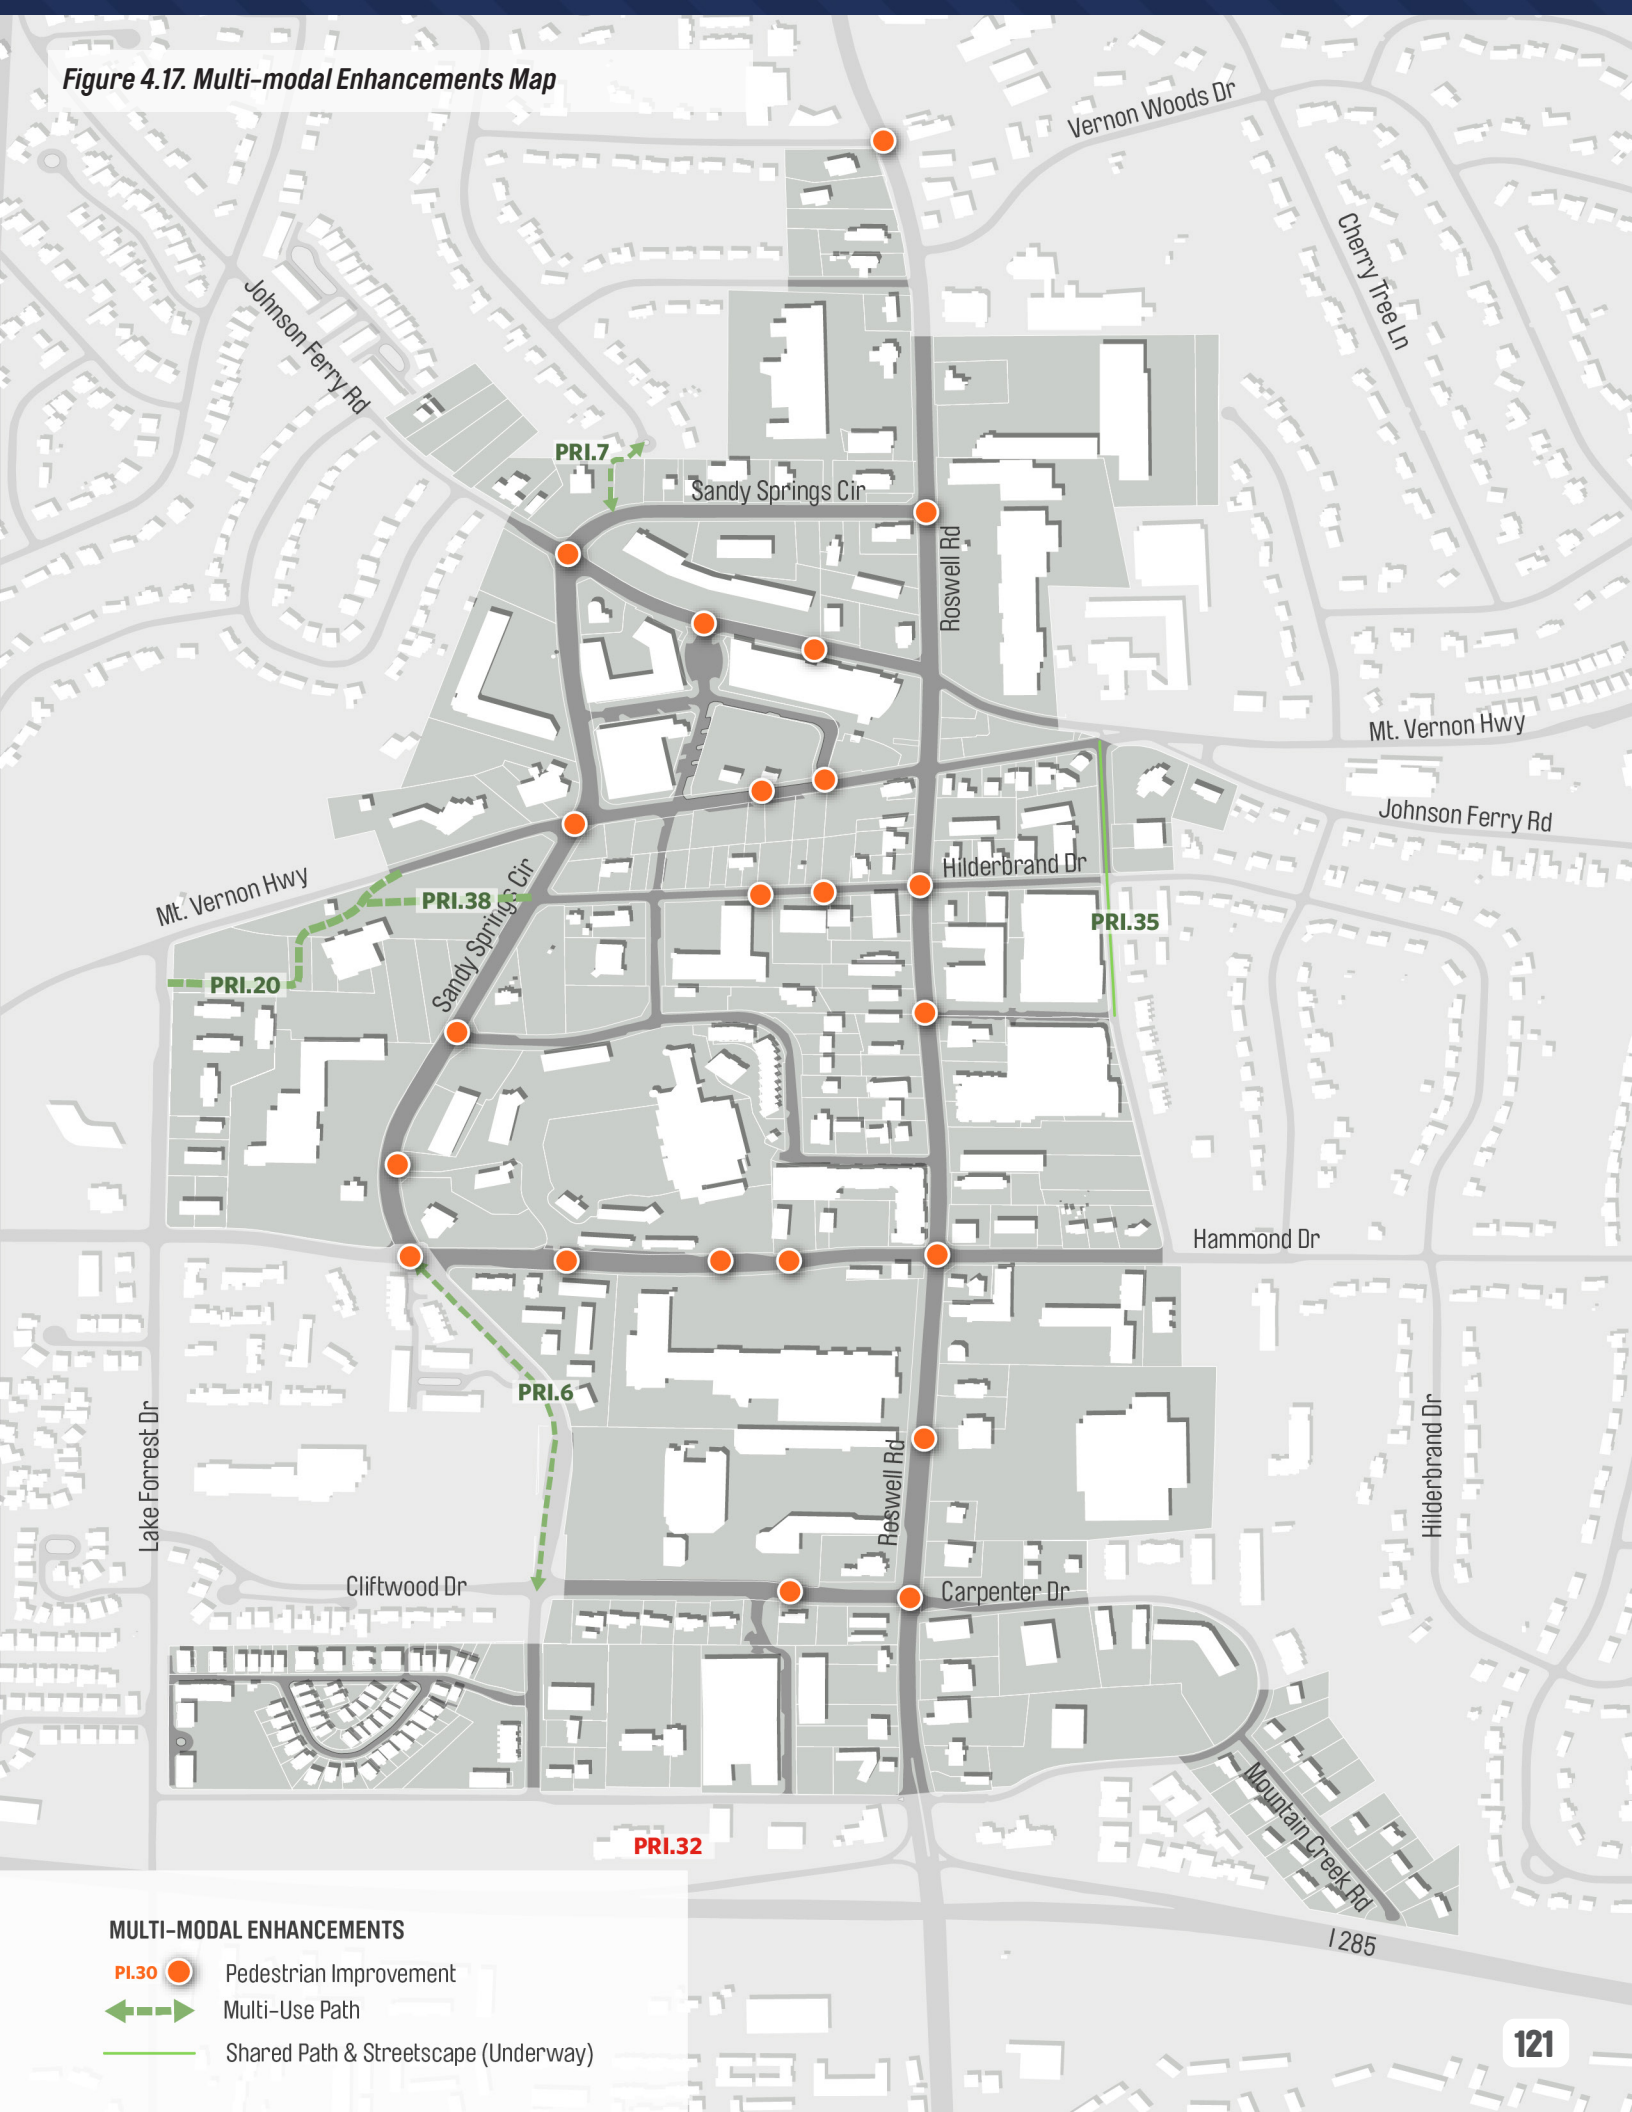 Figure 4.17. Multi-modal Enhancements Map
Vernon Woods Dr
Cherry Tree Ln
Johnson Ferry Rd
PRI.7
Sandy Springs Cir
Roswell Rd
Mt. Vernon Hwy
Johnson Ferry Rd
Hilderbrand Dr
Mt. Vernon Hwy
PRI.38
Sandy Springs Cir
PRI.35
PRI.20
Hammond Dr
PRI.6
Lake Forrest Dr
Roswell Rd
Hilderbrand Dr
Cliftwood Dr
Carpenter Dr
Mountain Creek Rd
PRI.32
I 285
MULTI-MODAL ENHANCEMENTS
PI.30 Pedestrian Improvement
Multi-Use Path
Shared Path & Streetscape (Underway)
121